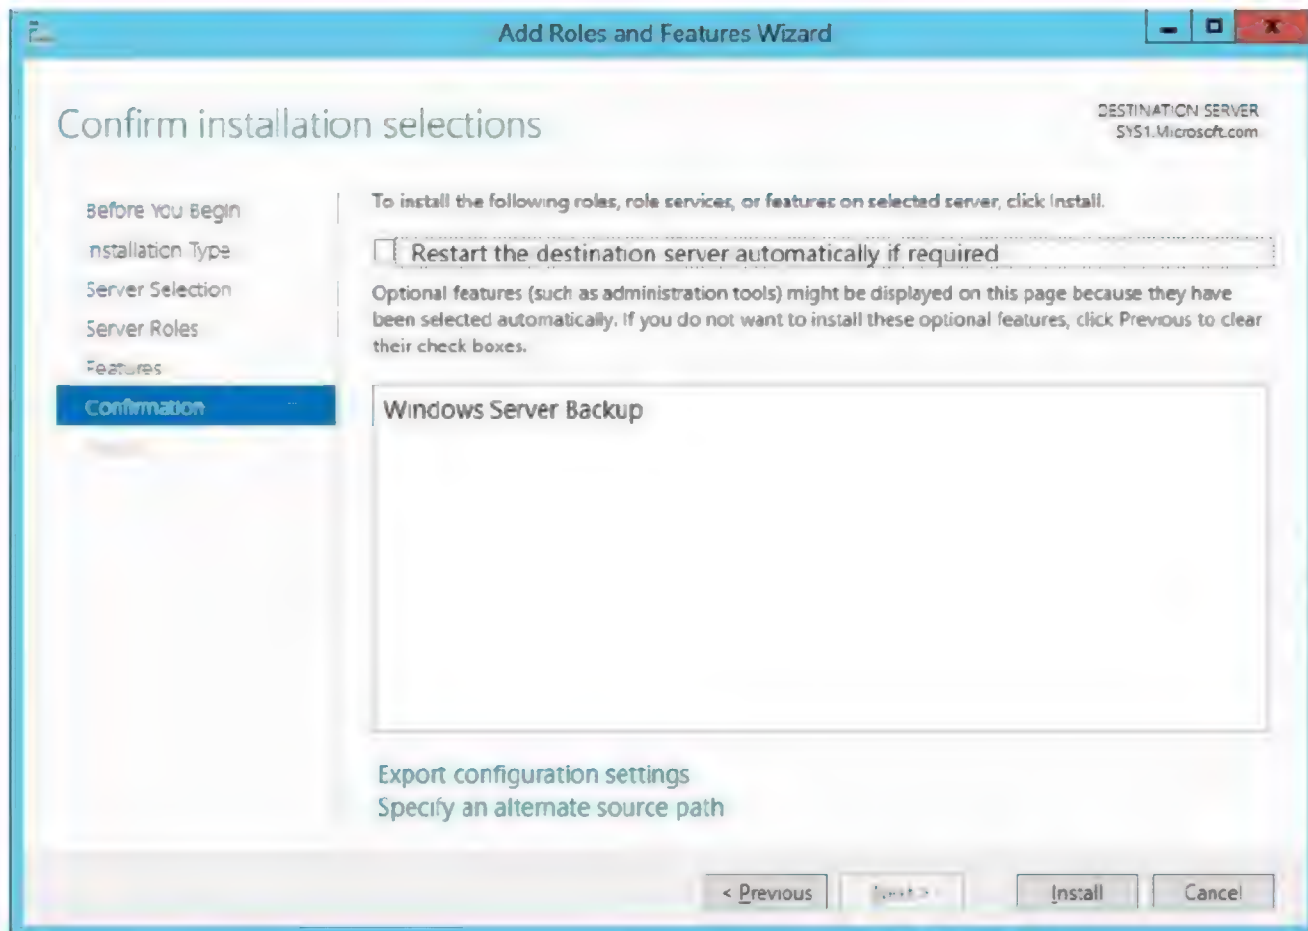 Add Roles and Features Wizard
Confirm installation selections
DESTINATION SERVER
SYS1.Microsoft.com
Before You Begin
Installation Type
Server Selection
Server Roles
Features
Confirmation
To install the following roles, role services, or features on selected server, click Install.
Restart the destination server automatically if required
Optional features (such as administration tools) might be displayed on this page because they have
been selected automatically. If you do not want to install these optional features, click Previous to clear
their check boxes.
Windows Server Backup
Export configuration settings
Specify an alternate source path
< Previous
Install
Cancel